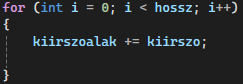 for (int i = 0; i < hossz; i++)
{
kiirszoalak += kiirszo;
}